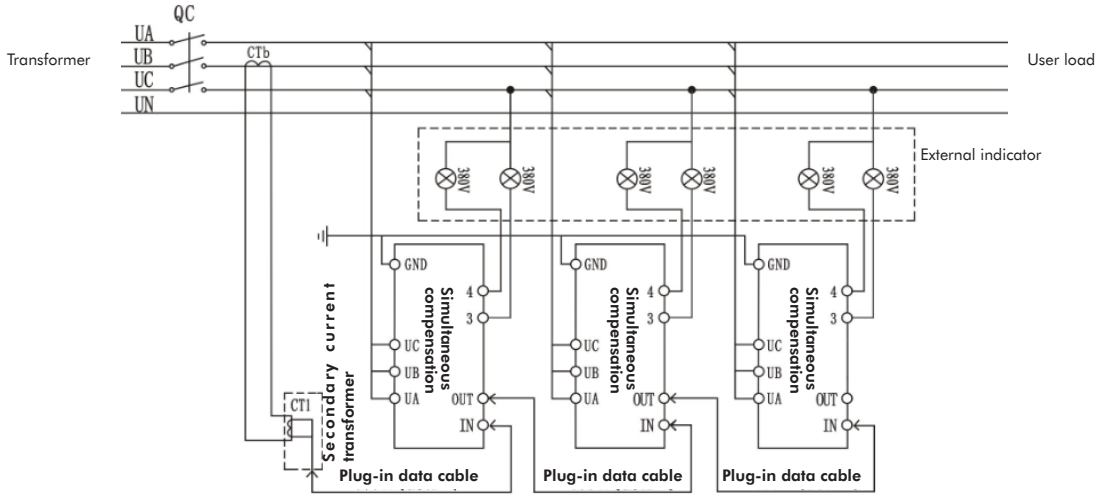 QC
UA
CTb
Transformer
UB
User load
UC
UN
External indicator
380V
380V
380V
380V
380V
380V
GND
GND
GND
4
4
4
3
3
3
Simultaneous
compensation
Simultaneous
compensation
Simultaneous
compensation
Secondary current
transformer
UC
UC
UC
UB
UB
UB
UA
OUT
UA
OUT
UA
OUT
CT1
IN
IN
IN
Plug-in data cable
Plug-in data cable
Plug-in data cable